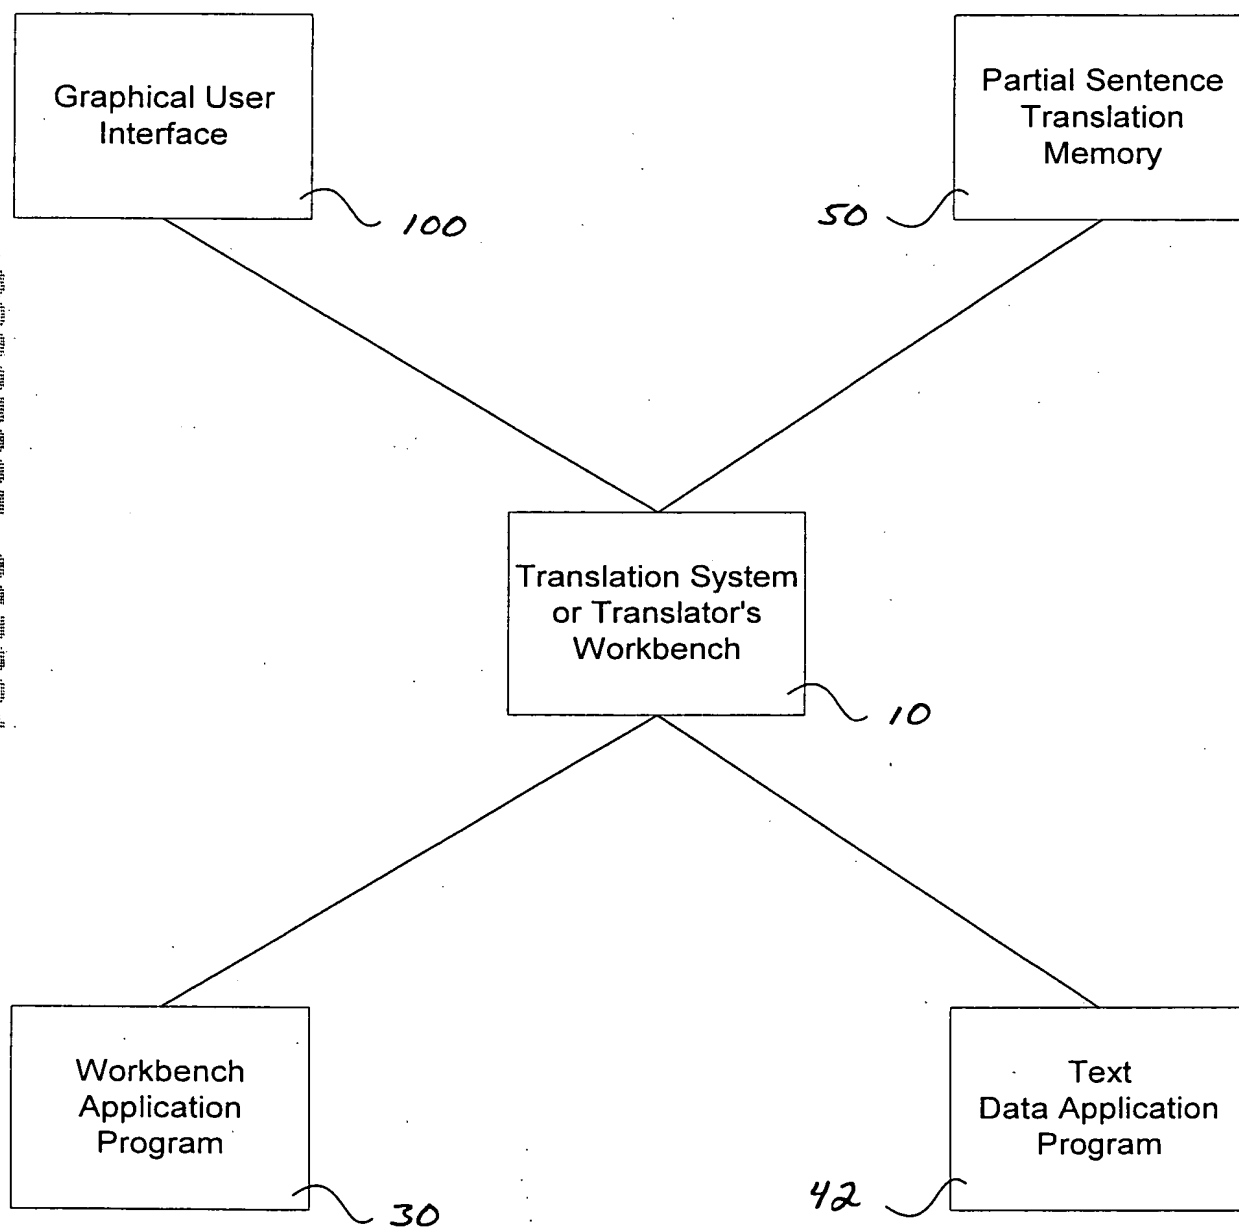 Graphical User
Interface
100
Partial Sentence
Translation
Memory
50
Translation System
or Translator's
Workbench
10
Workbench
Application
Program
30
Text
Data Application
Program
42